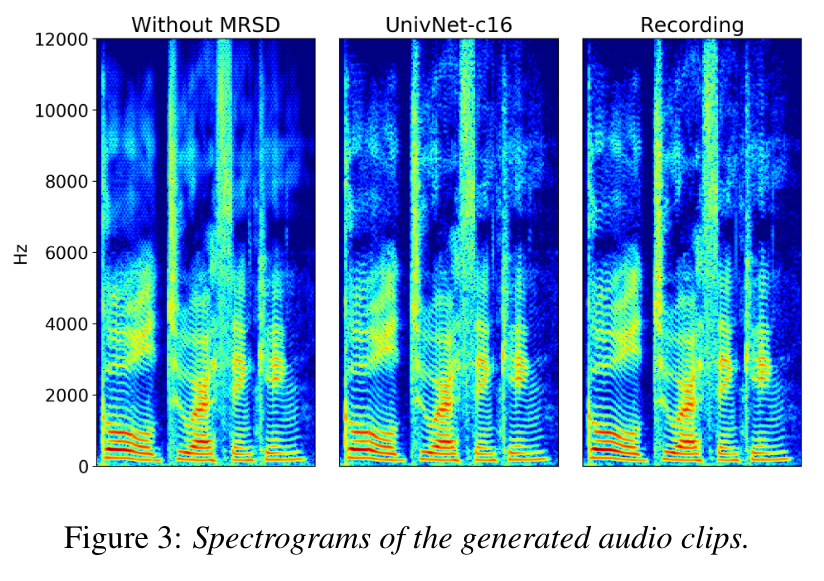 Without MRSD
UnivNet-c16
Recording
12000
10000
8000
6000
4000
2000
0
Hz
Figure 3: Spectrograms of the generated audio clips.